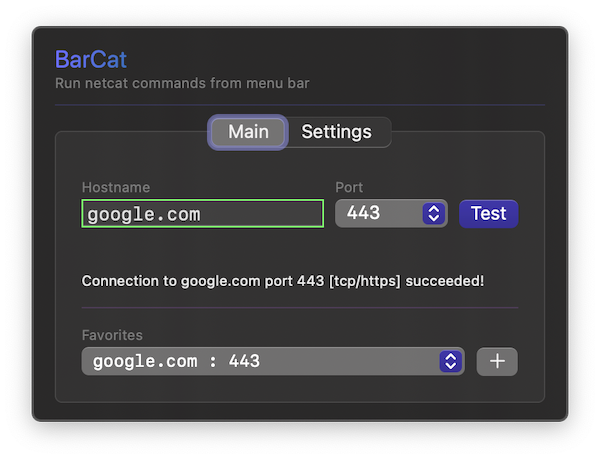 BarCat
Run netcat commands from menu bar
Main Settings
Hostname Port
google.com 443 Test
Connection to google.com port 443 [tcp/https] succeeded!
Favorites
google.com : 443 +